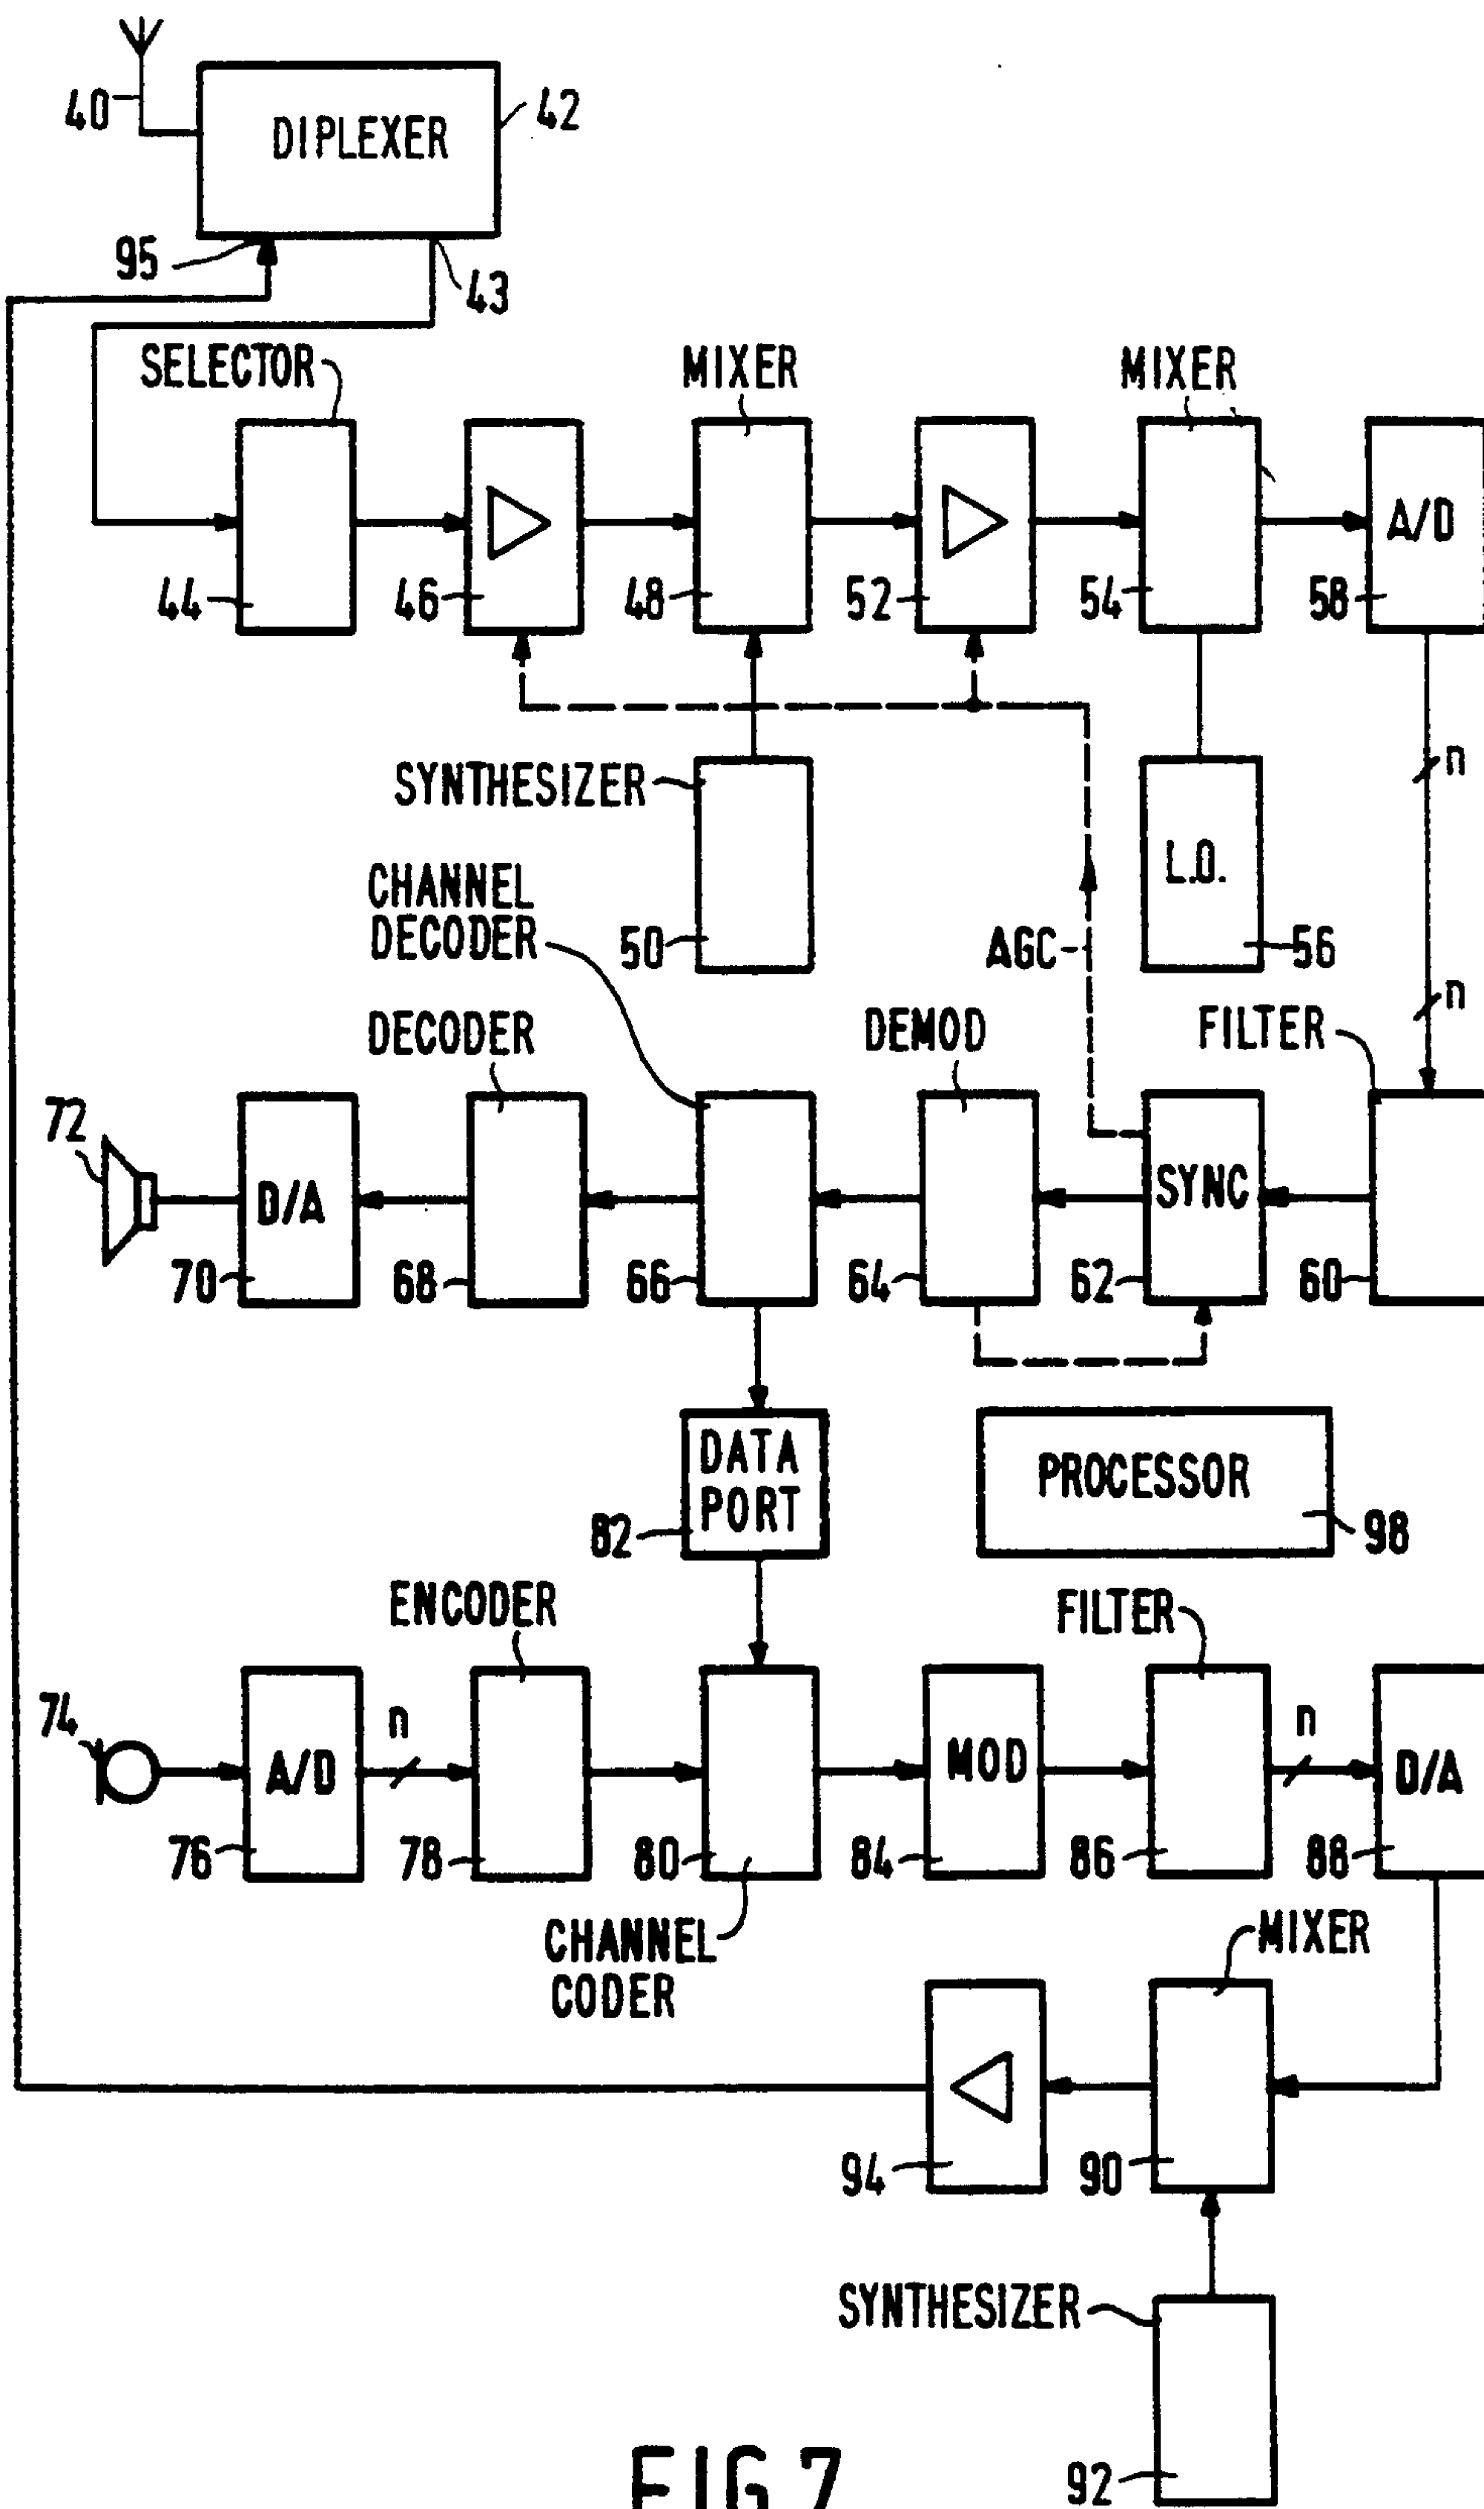 40
DIPLEXER
42
95
43
SELECTOR
MIXER
MIXER
A/D
44
46
48
52
54
58
n
SYNTHESIZER
L.O.
CHANNEL
DECODER
50
AGC
56
n
DECODER
DEMOD
FILTER
72
D/A
SYNC
70
68
66
64
62
60
DATA
PORT
PROCESSOR
82
98
ENCODER
FILTER
74
n
n
A/D
MOD
D/A
76
78
80
84
86
88
CHANNEL
CODER
MIXER
94
90
SYNTHESIZER
92
FIG.7